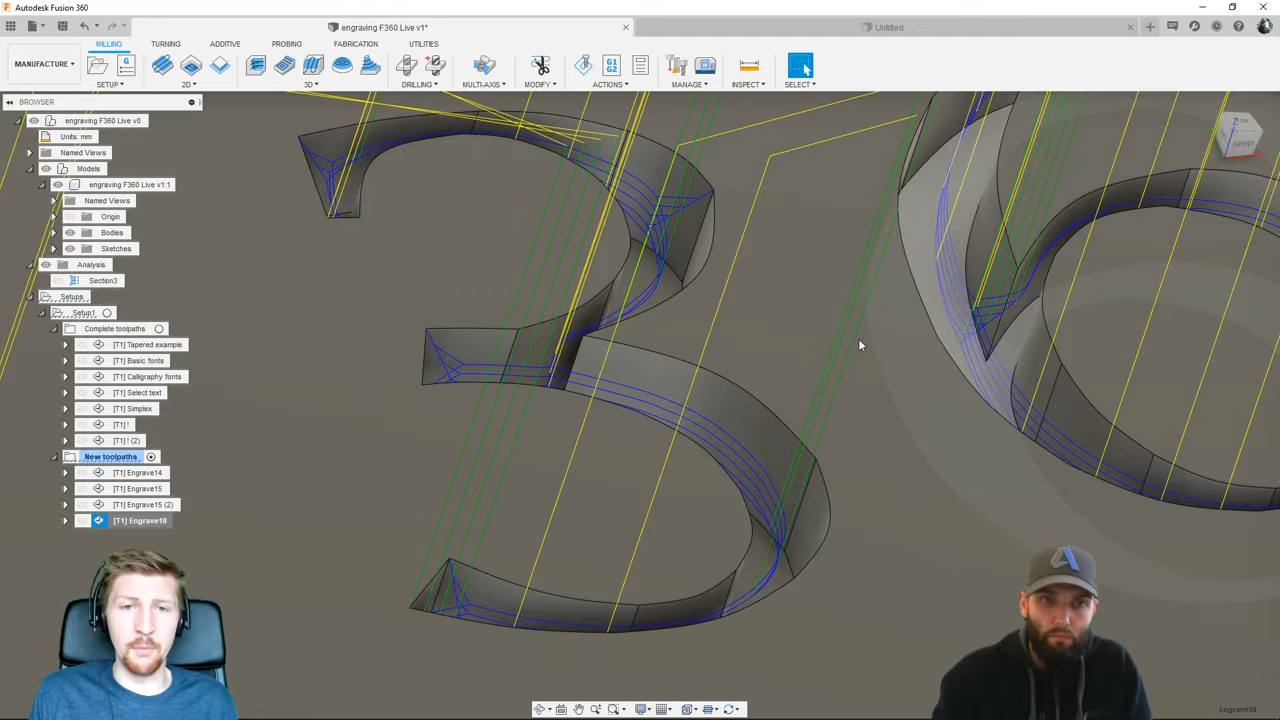 Autodesk Fusion 360
engraving F360 Live v1*
Untitled
MILLING
TURNING
ADDITIVE
PROBING
FABRICATION
UTILITIES
MANUFACTURE
SETUP
2D
3D
DRILLING
MULTI-AXIS
MODIFY
ACTIONS
MANAGE
INSPECT
SELECT
G
G1
G2
BROWSER
engraving F360 Live v0
Units: mm
Named Views
Models
engraving F360 Live v1:1
Named Views
Origin
Bodies
Sketches
Analysis
Section3
Setups
Setup1
Complete toolpaths
[T1] Tapered example
[T1] Basic fonts
[T1] Calligraphy fonts
[T1] Select text
[T1] Simplex
[T1] !
[T1] ! (2)
New toolpaths
[T1] Engrave14
[T1] Engrave15
[T1] Engrave15 (2)
[T1] Engrave18
Z
FRONT
Engrave18